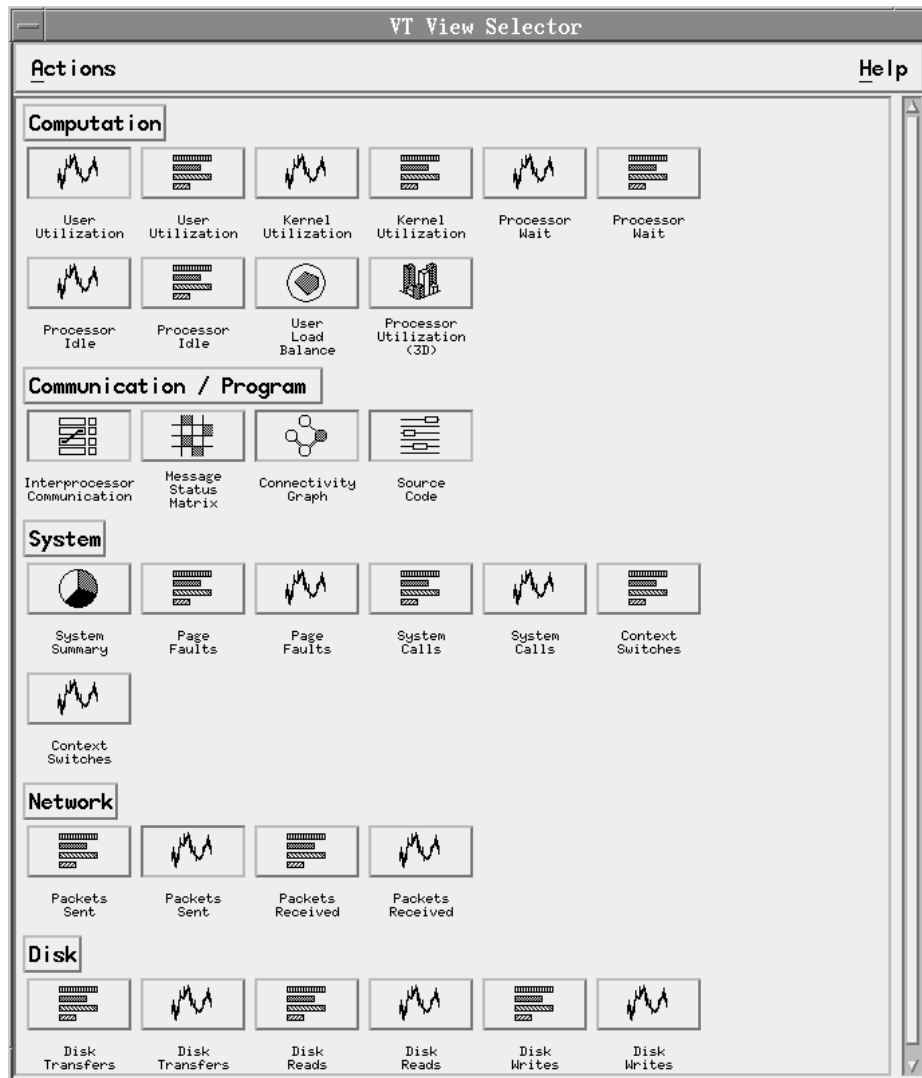 VT View Selector
Actions
Help
Computation
User
Utilization
User
Utilization
Kernel
Utilization
Kernel
Utilization
Processor
Wait
Processor
Wait
Processor
Idle
Processor
Idle
User
Load
Balance
Processor
Utilization
(3D)
Communication / Program
Interprocessor
Communication
Message
Status
Matrix
Connectivity
Graph
Source
Code
System
System
Summary
Page
Faults
Page
Faults
System
Calls
System
Calls
Context
Switches
Context
Switches
Network
Packets
Sent
Packets
Sent
Packets
Received
Packets
Received
Disk
Disk
Transfers
Disk
Transfers
Disk
Reads
Disk
Reads
Disk
Writes
Disk
Writes